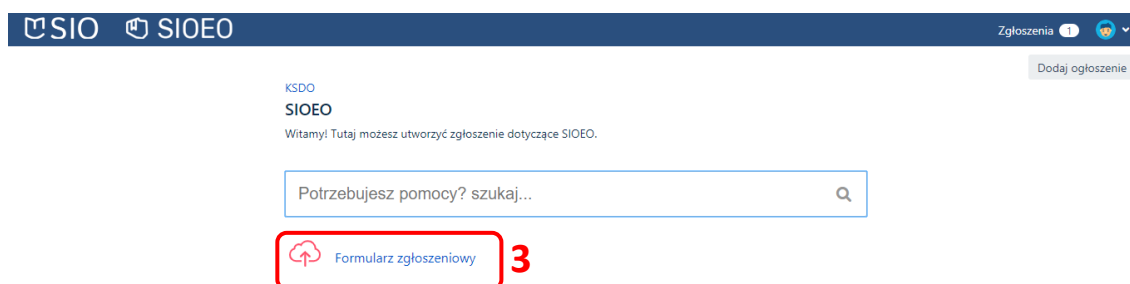 SIO SIOEO Zgłoszenia 1
Dodaj ogłoszenie
KSDO
SIOEO
Witamy! Tutaj możesz utworzyć zgłoszenie dotyczące SIOEO.
Potrzebujesz pomocy? szukaj...
Formularz zgłoszeniowy 3